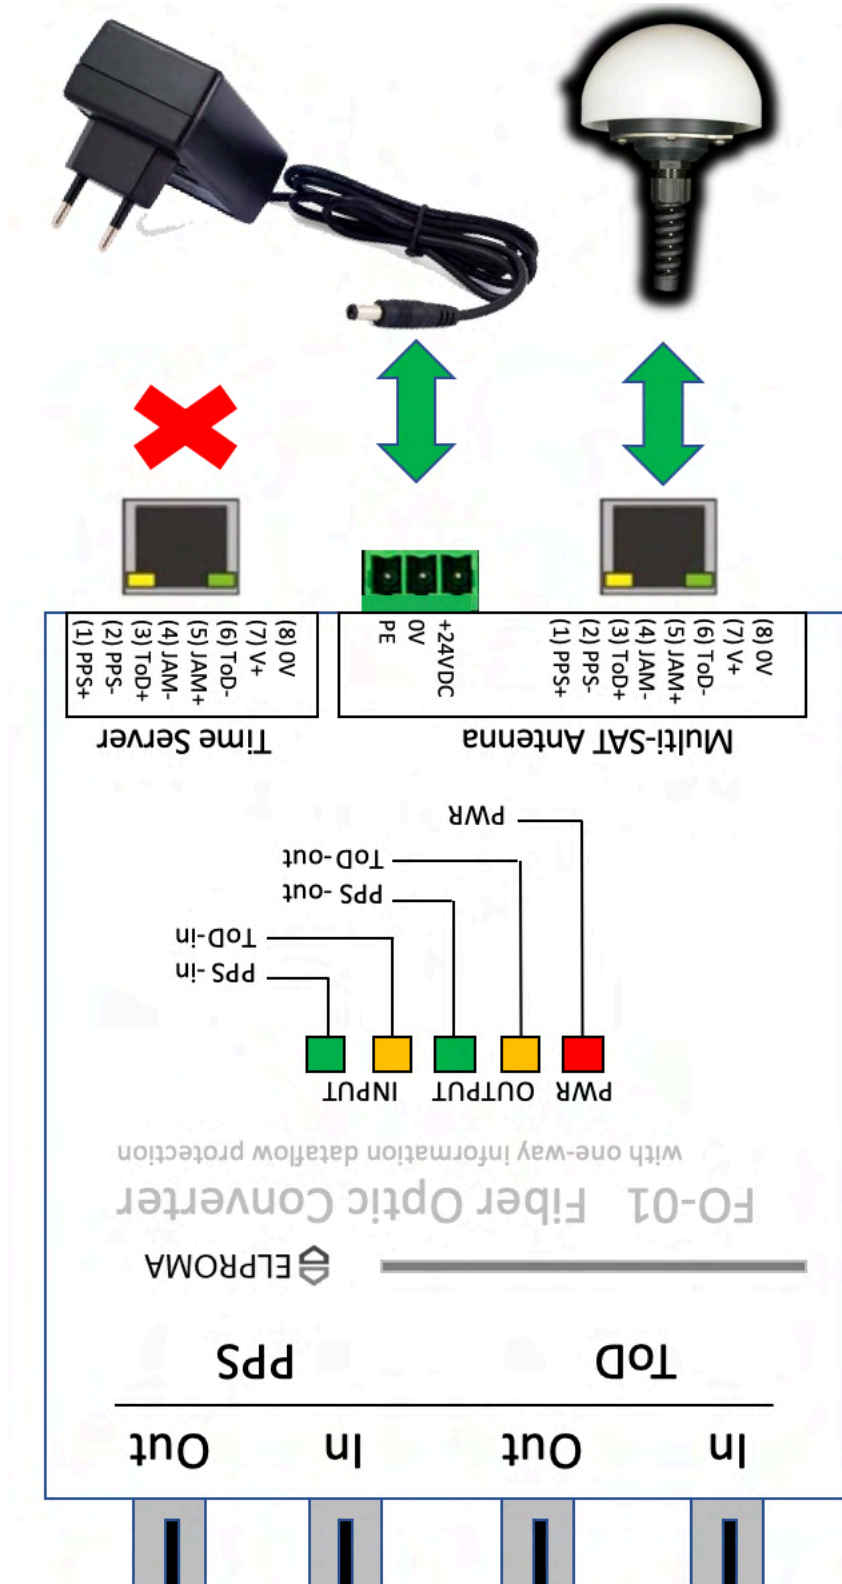 In Out In Out
ToD PPS
ELPROMA
FO-01 Fiber Optic Converter
with one-way information dataflow protection
PWR OUTPUT INPUT
PPS -in
ToD-in
PPS -out
ToD-out
PWR
Multi-SAT Antenna
Time Server
(8) 0V
(7) V+
(6) ToD-
(5) JAM+
(4) JAM-
(3) ToD+
(2) PPS-
(1) PPS+
+24VDC
0V
PE
(8) 0V
(7) V+
(6) ToD-
(5) JAM+
(4) JAM-
(3) ToD+
(2) PPS-
(1) PPS+